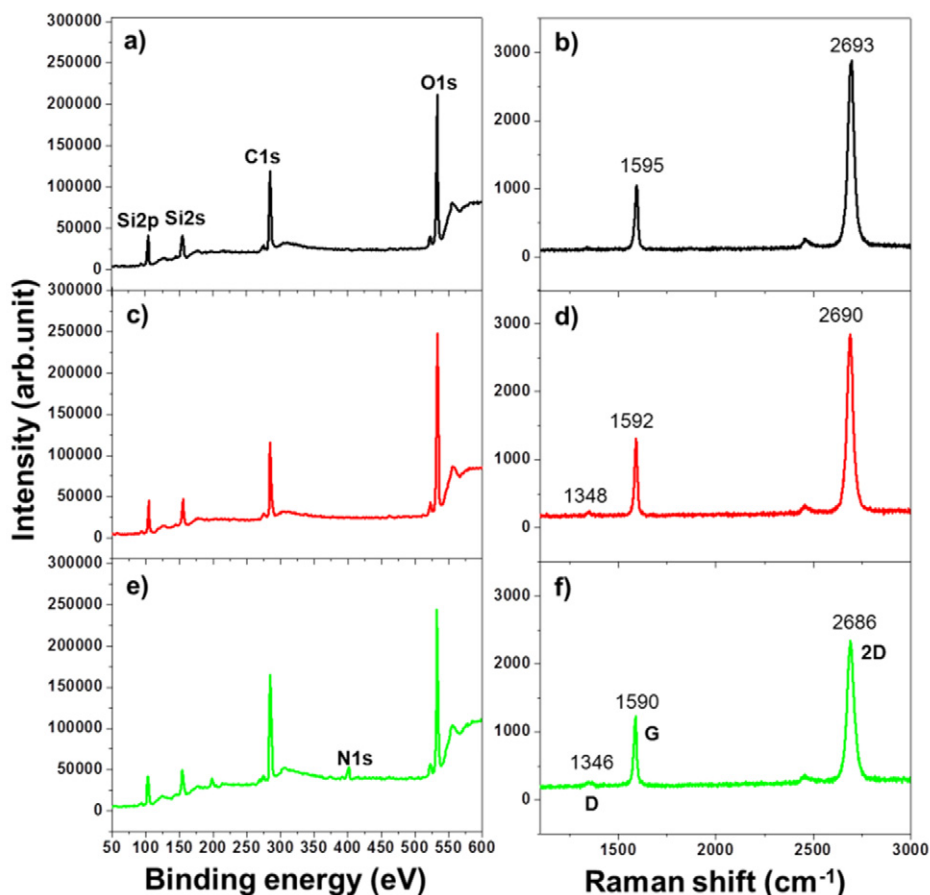 a)
300000
250000
200000
150000
100000
50000
0
Si2p
Si2s
C1s
O1s
b)
3000
2000
1000
0
1595
2693
c)
300000
250000
200000
150000
100000
50000
0
d)
3000
2000
1000
0
1348
1592
2690
e)
300000
250000
200000
150000
100000
50000
0
N1s
50 100 150 200 250 300 350 400 450 500 550 600
f)
3000
2000
1000
0
1346
D
1590
G
2686
2D
1500 2000 2500 3000
Intensity (arb.unit)
Binding energy (eV)
Raman shift (cm⁻¹)